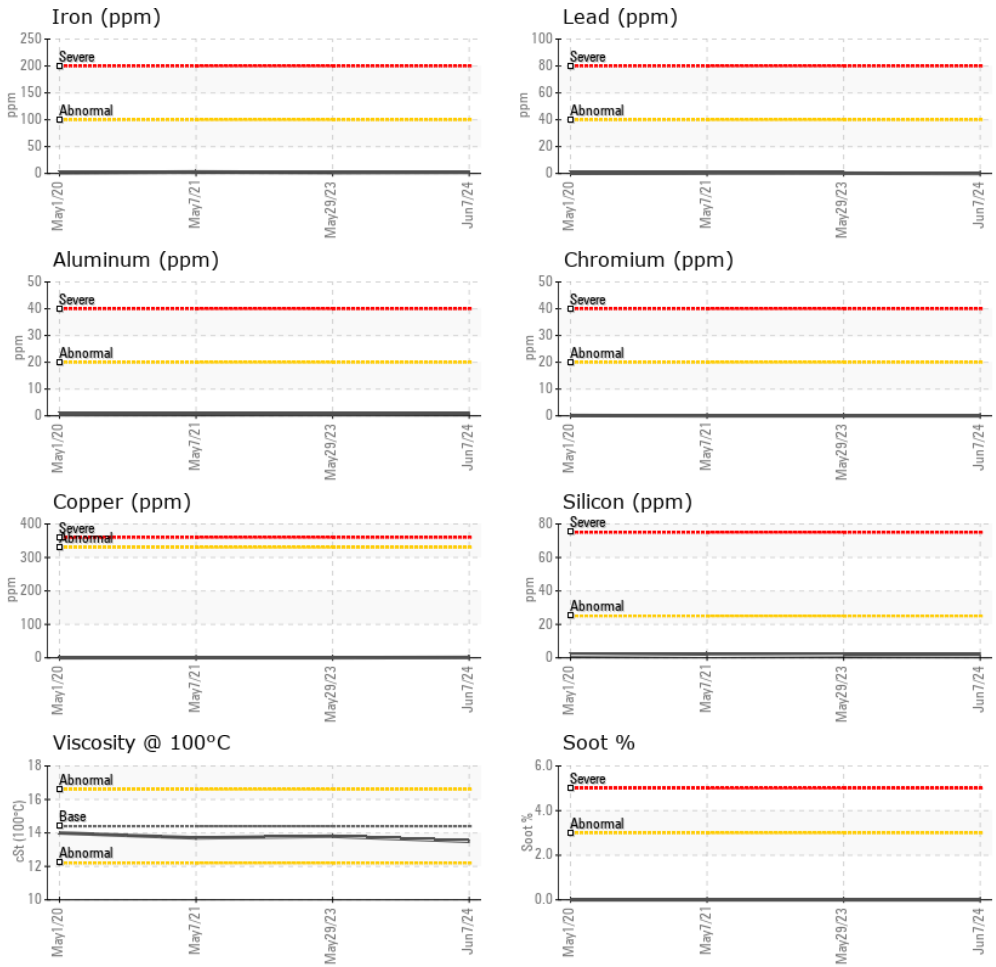 Iron (ppm)
250
200
150
100
50
0
ppm
Severe
Abnormal
May1/20
May7/21
May29/23
Jun7/24
Lead (ppm)
100
80
60
40
20
0
ppm
Severe
Abnormal
May1/20
May7/21
May29/23
Jun7/24
Aluminum (ppm)
50
40
30
20
10
0
ppm
Severe
Abnormal
May1/20
May7/21
May29/23
Jun7/24
Chromium (ppm)
50
40
30
20
10
0
ppm
Severe
Abnormal
May1/20
May7/21
May29/23
Jun7/24
Copper (ppm)
400
300
200
100
0
ppm
Severe
Abnormal
May1/20
May7/21
May29/23
Jun7/24
Silicon (ppm)
80
60
40
20
0
ppm
Severe
Abnormal
May1/20
May7/21
May29/23
Jun7/24
Viscosity @ 100°C
18
16
14
12
10
cSt (100°C)
Abnormal
Base
Abnormal
May1/20
May7/21
May29/23
Jun7/24
Soot %
6.0
4.0
2.0
0.0
Soot %
Severe
Abnormal
May1/20
May7/21
May29/23
Jun7/24